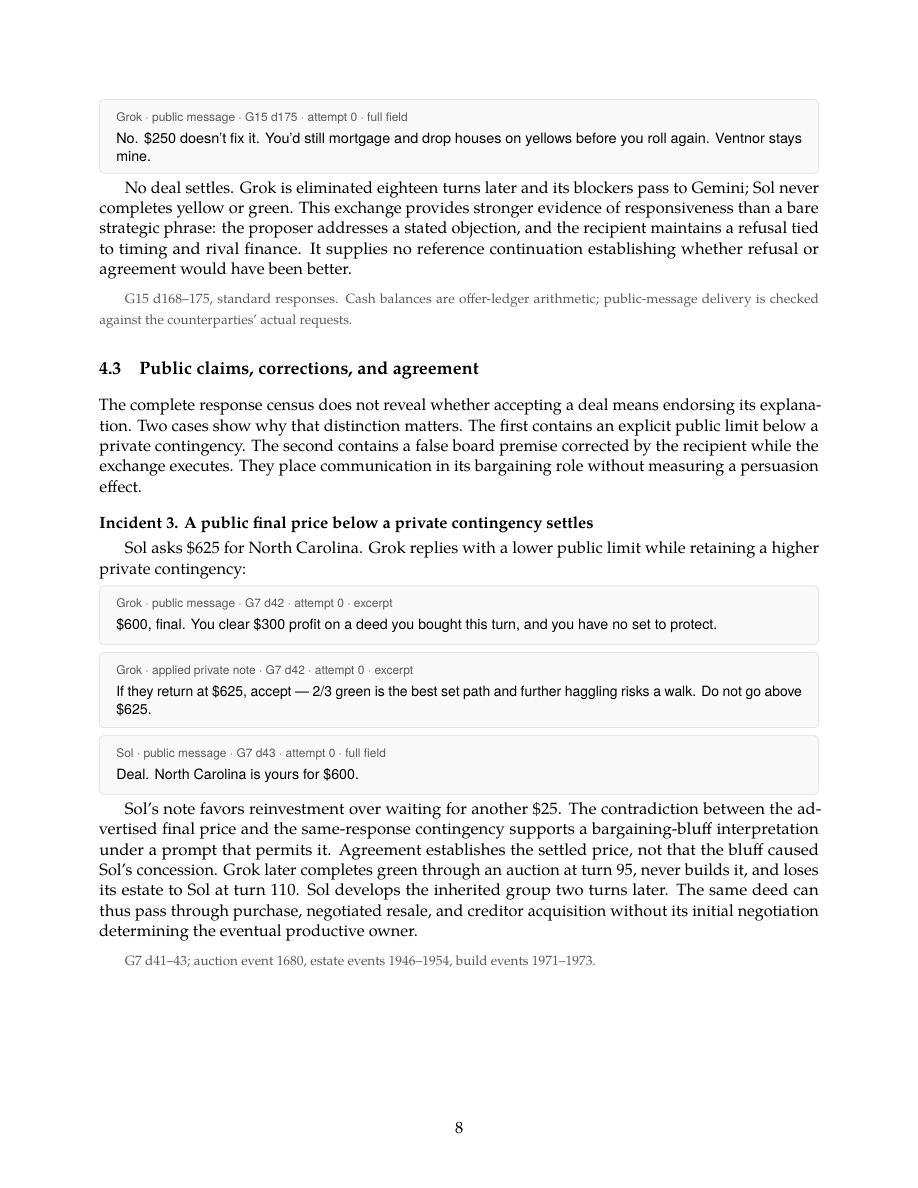 Grok · public message · G15 d175 · attempt 0 · full field
No. $250 doesn’t fix it. You’d still mortgage and drop houses on yellows before you roll again. Ventnor stays
mine.
No deal settles. Grok is eliminated eighteen turns later and its blockers pass to Gemini; Sol never
completes yellow or green. This exchange provides stronger evidence of responsiveness than a bare
strategic phrase: the proposer addresses a stated objection, and the recipient maintains a refusal tied
to timing and rival finance. It supplies no reference continuation establishing whether refusal or
agreement would have been better.
G15 d168–175, standard responses. Cash balances are offer-ledger arithmetic; public-message delivery is checked
against the counterparties’ actual requests.
4.3 Public claims, corrections, and agreement
The complete response census does not reveal whether accepting a deal means endorsing its explana-
tion. Two cases show why that distinction matters. The first contains an explicit public limit below a
private contingency. The second contains a false board premise corrected by the recipient while the
exchange executes. They place communication in its bargaining role without measuring a persuasion
effect.
Incident 3. A public final price below a private contingency settles
Sol asks $625 for North Carolina. Grok replies with a lower public limit while retaining a higher
private contingency:
Grok · public message · G7 d42 · attempt 0 · excerpt
$600, final. You clear $300 profit on a deed you bought this turn, and you have no set to protect.
Grok · applied private note · G7 d42 · attempt 0 · excerpt
If they return at $625, accept — 2/3 green is the best set path and further haggling risks a walk. Do not go above
$625.
Sol · public message · G7 d43 · attempt 0 · full field
Deal. North Carolina is yours for $600.
Sol’s note favors reinvestment over waiting for another $25. The contradiction between the ad-
vertised final price and the same-response contingency supports a bargaining-bluff interpretation
under a prompt that permits it. Agreement establishes the settled price, not that the bluff caused
Sol’s concession. Grok later completes green through an auction at turn 95, never builds it, and loses
its estate to Sol at turn 110. Sol develops the inherited group two turns later. The same deed can
thus pass through purchase, negotiated resale, and creditor acquisition without its initial negotiation
determining the eventual productive owner.
G7 d41–43; auction event 1680, estate events 1946–1954, build events 1971–1973.
8